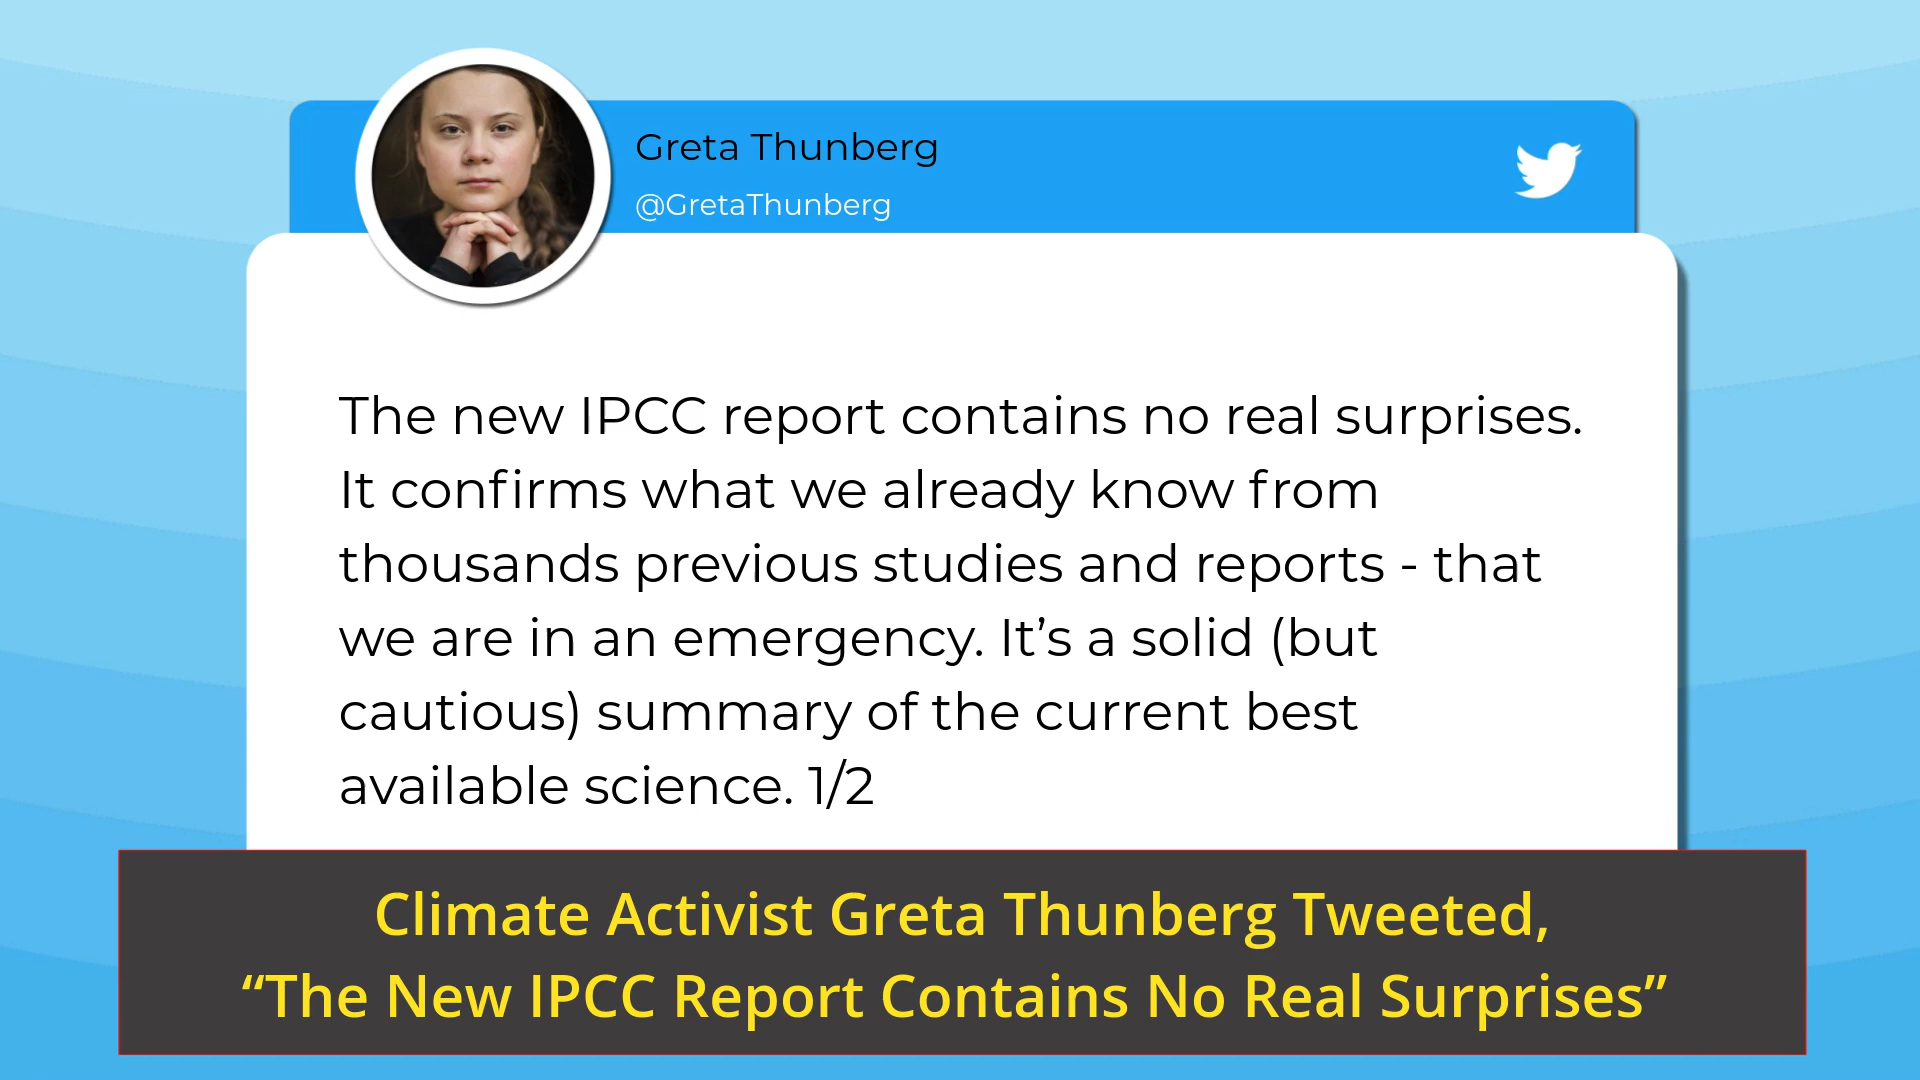 Greta Thunberg
@GretaThunberg
The new IPCC report contains no real surprises.
It confirms what we already know from
thousands previous studies and reports - that
we are in an emergency. It’s a solid (but
cautious) summary of the current best
available science. 1/2
Climate Activist Greta Thunberg Tweeted,
“The New IPCC Report Contains No Real Surprises”